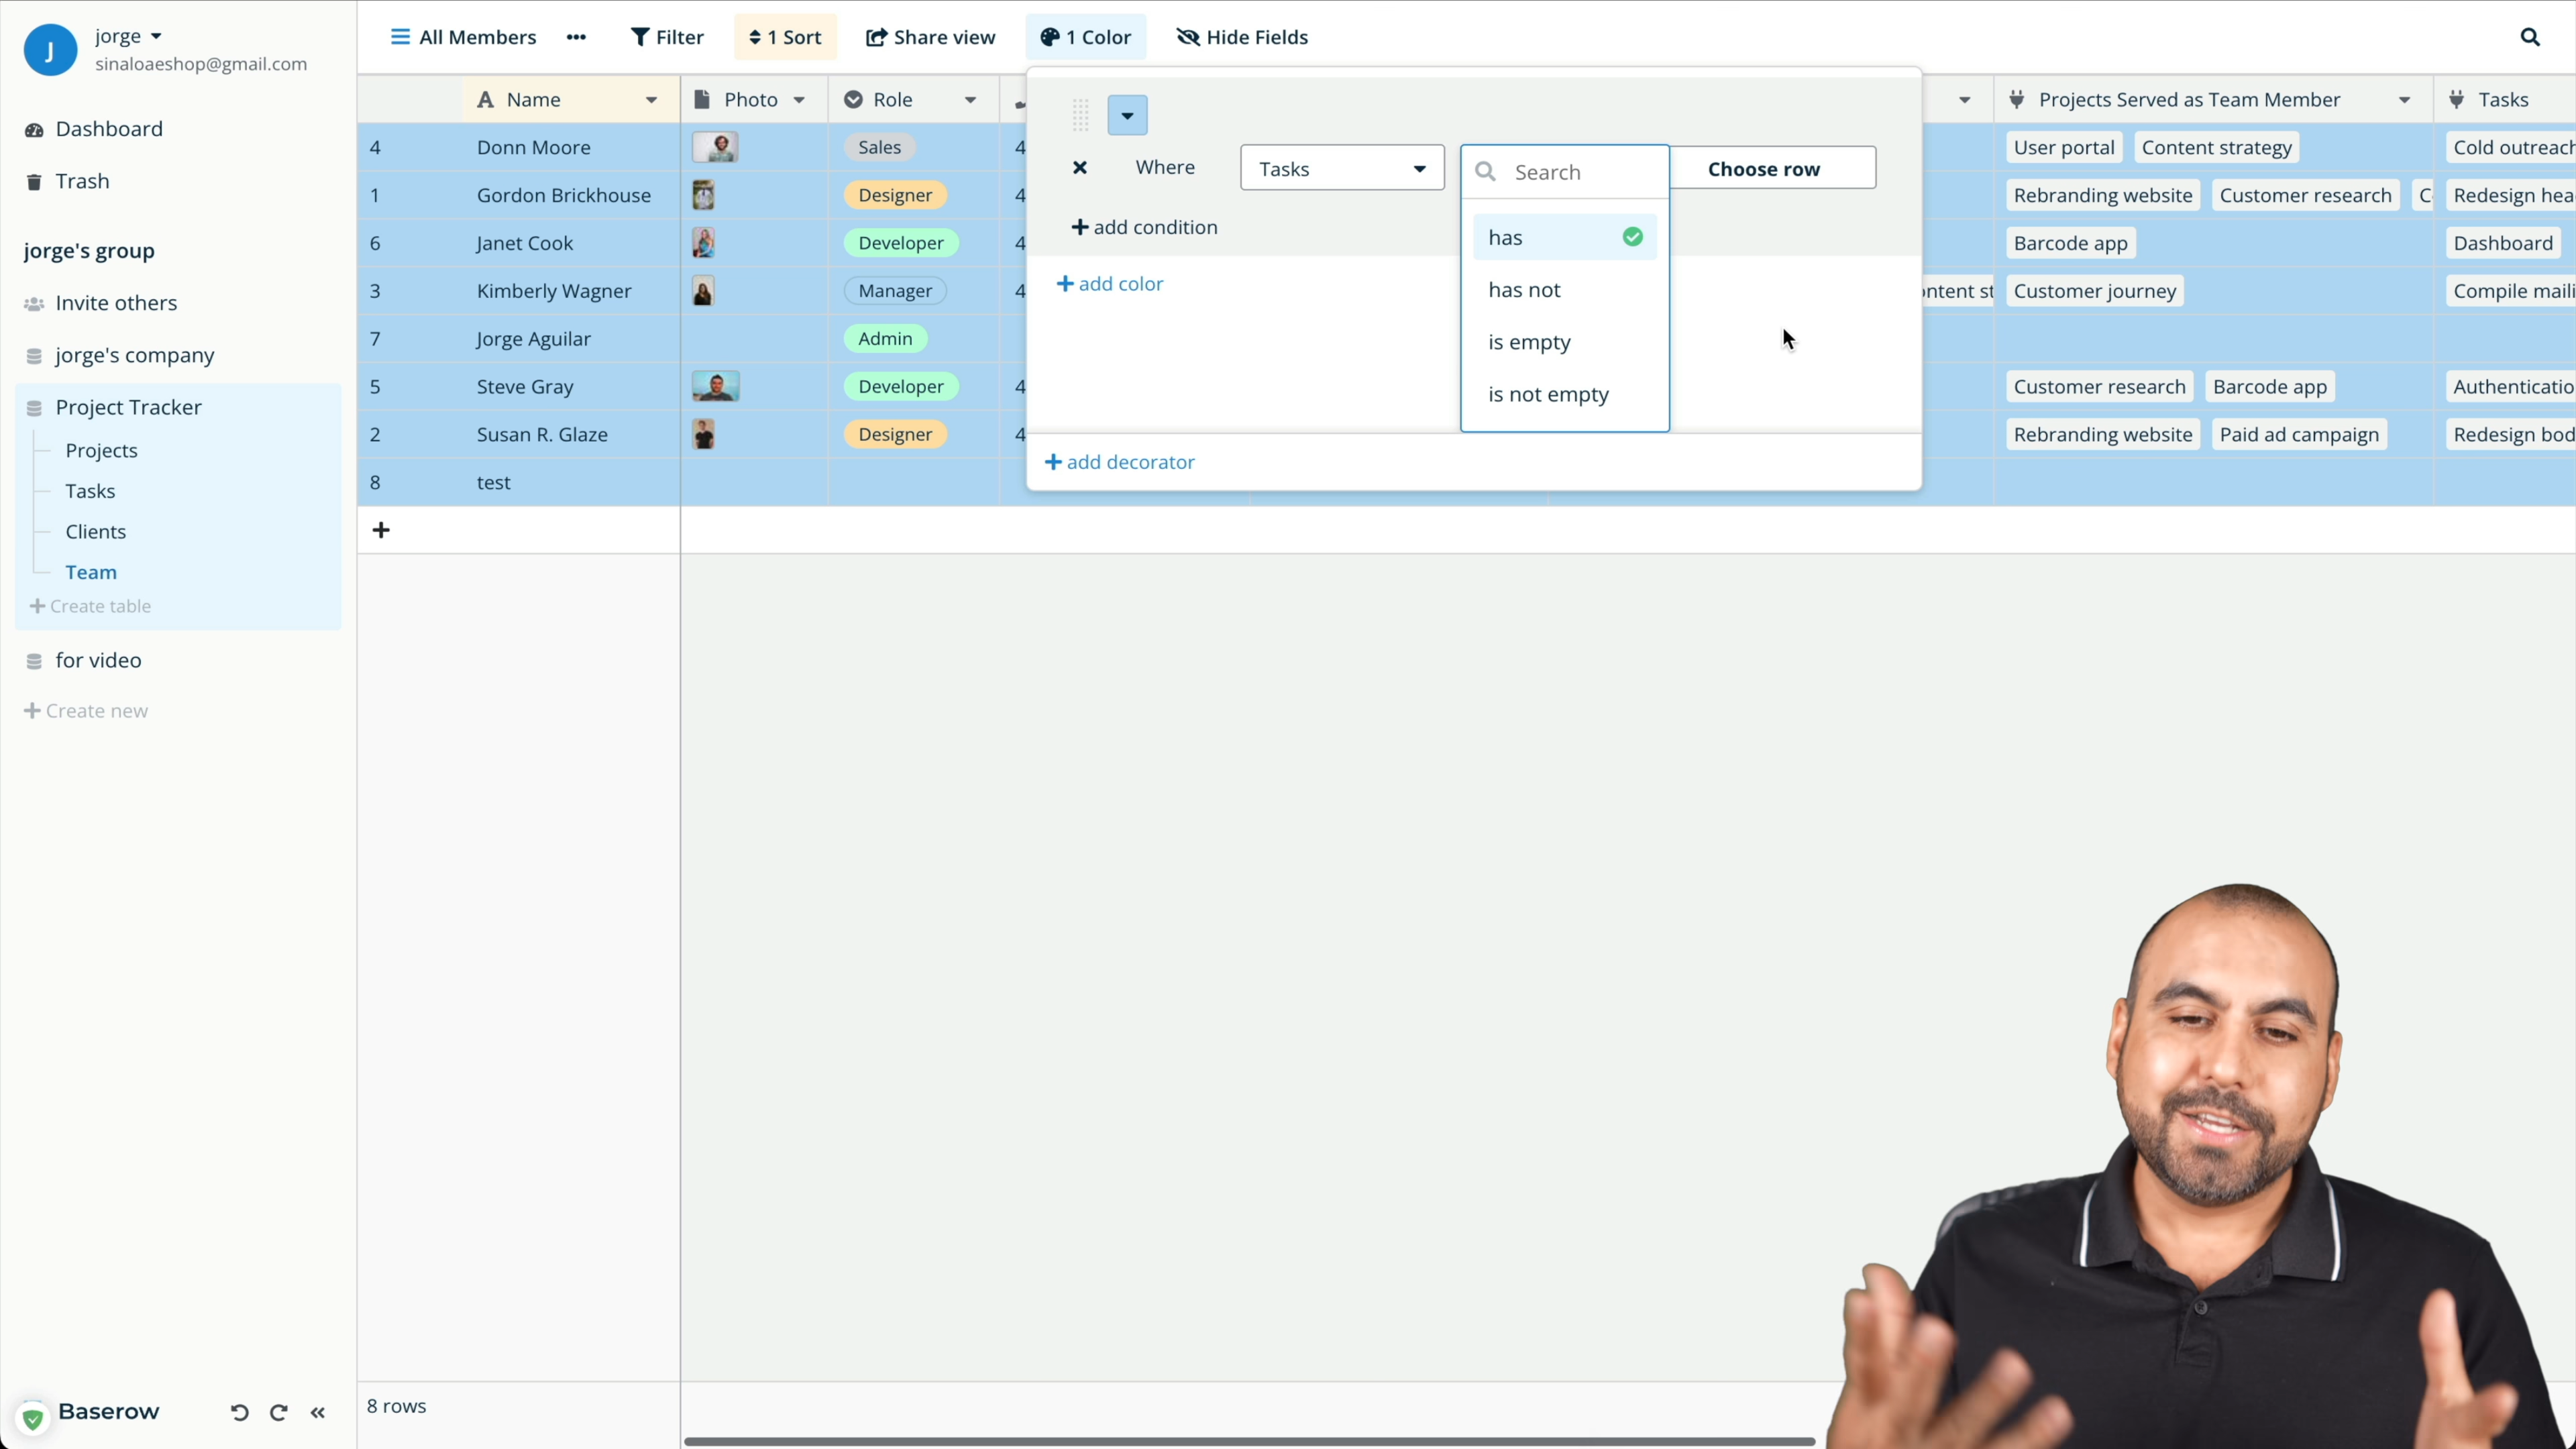 J
jorge
sinaloaeshop@gmail.com
Dashboard
Trash
jorge's group
Invite others
jorge's company
Project Tracker
Projects
Tasks
Clients
Team
+ Create table
for video
+ Create new
Baserow
All Members
Filter
1 Sort
Share view
1 Color
Hide Fields
Name Photo Role Projects Served as Team Member Tasks
4 Donn Moore Sales 4 User portal Content strategy Cold outreach
1 Gordon Brickhouse Designer 4 Rebranding website Customer research Redesign
6 Janet Cook Developer 4 Barcode app Dashboard
3 Kimberly Wagner Manager 4 Customer journey Compile
7 Jorge Aguilar Admin
5 Steve Gray Developer 4 Customer research Barcode app
2 Susan R. Glaze Designer 4 Rebranding website Paid ad campaign Redesign
8 test
+
8 rows
Where Tasks Search Choose row
+ add condition
+ add color
has
has not
is empty
is not empty
+ add decorator